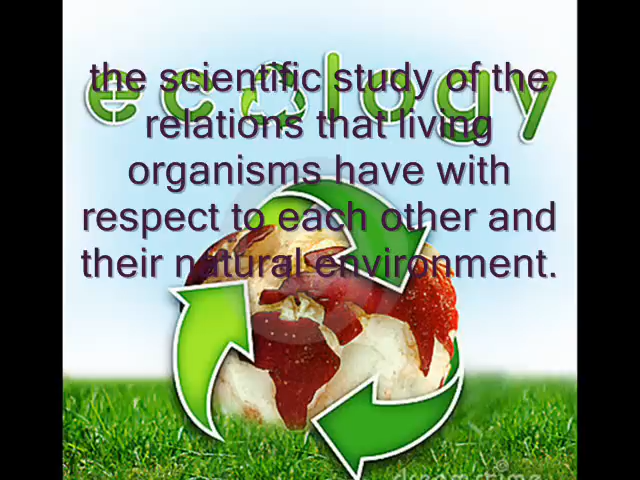 ecology
the scientific study of the
relations that living
organisms have with
respect to each other and
their natural environment.
dreamstime